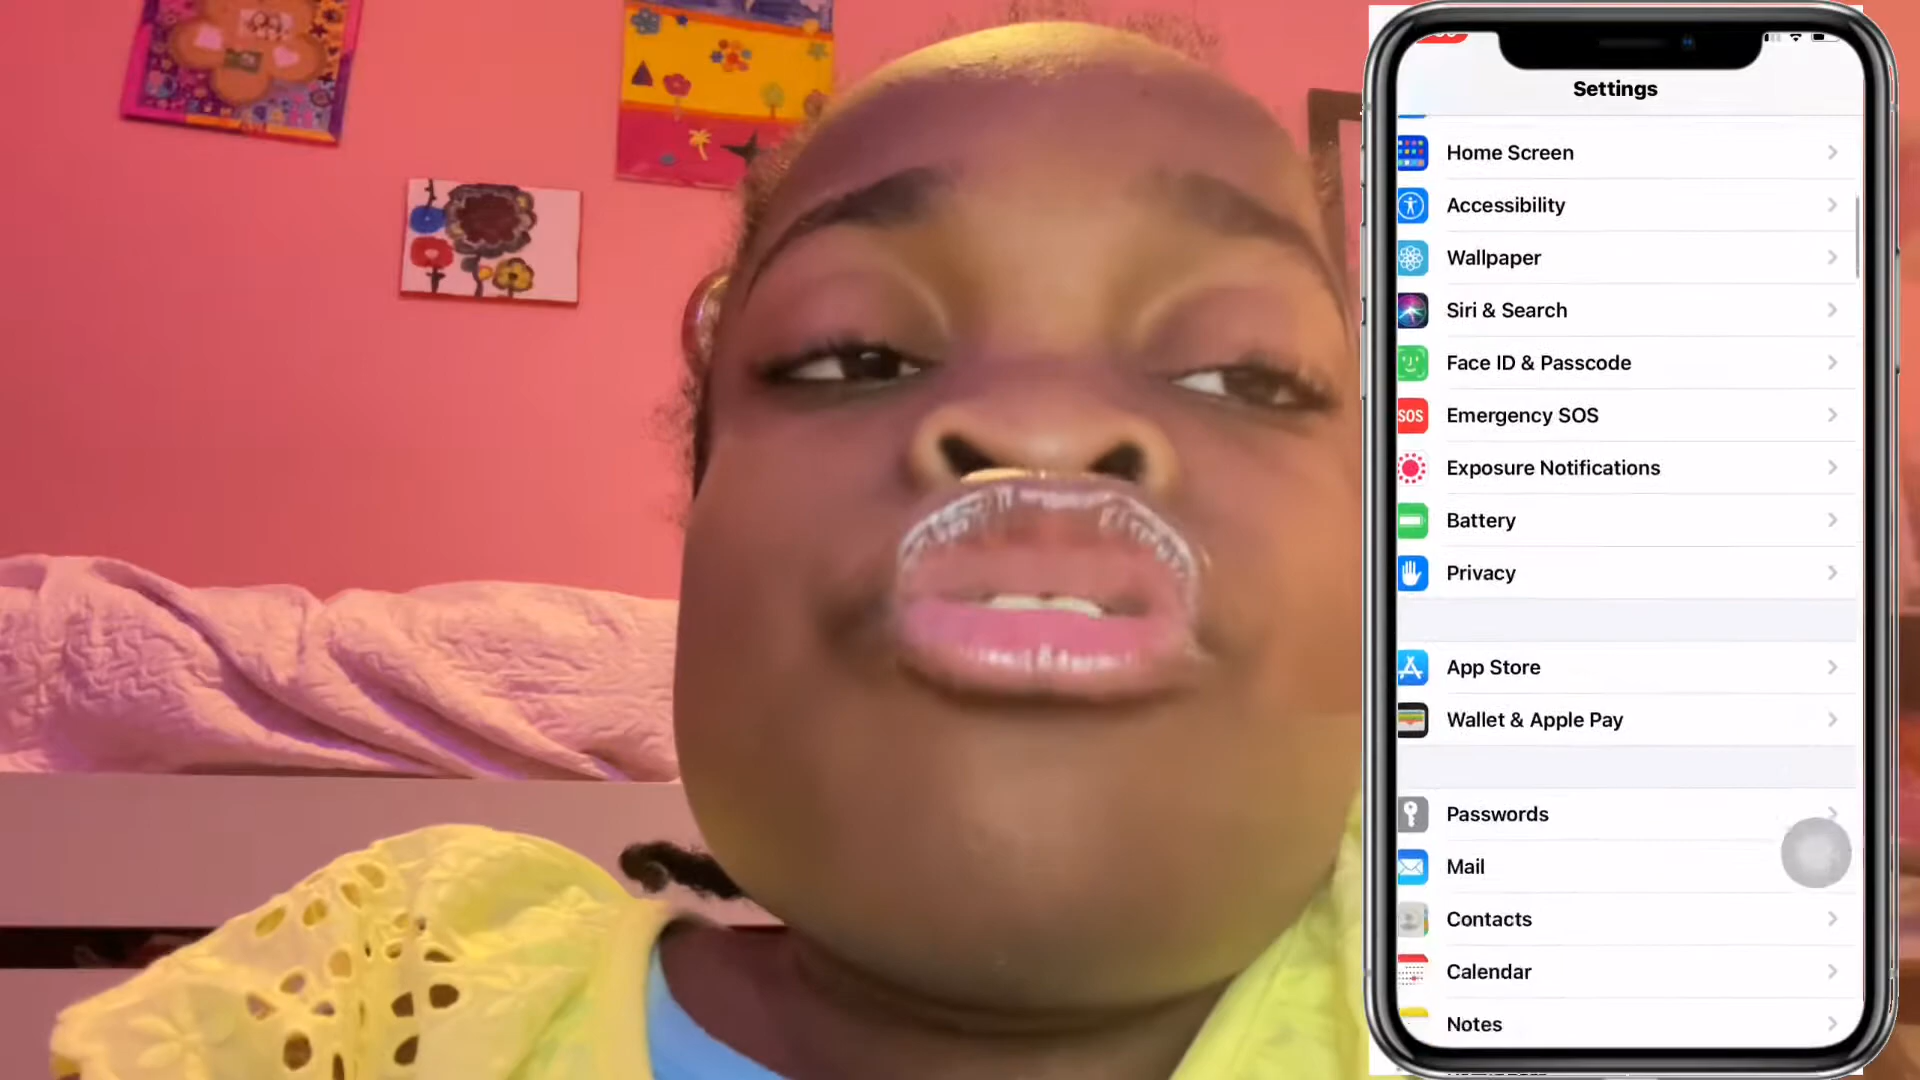 Settings
Home Screen
Accessibility
Wallpaper
Siri & Search
Face ID & Passcode
SOS
Emergency SOS
Exposure Notifications
Battery
Privacy
App Store
Wallet & Apple Pay
Passwords
Mail
Contacts
Calendar
Notes